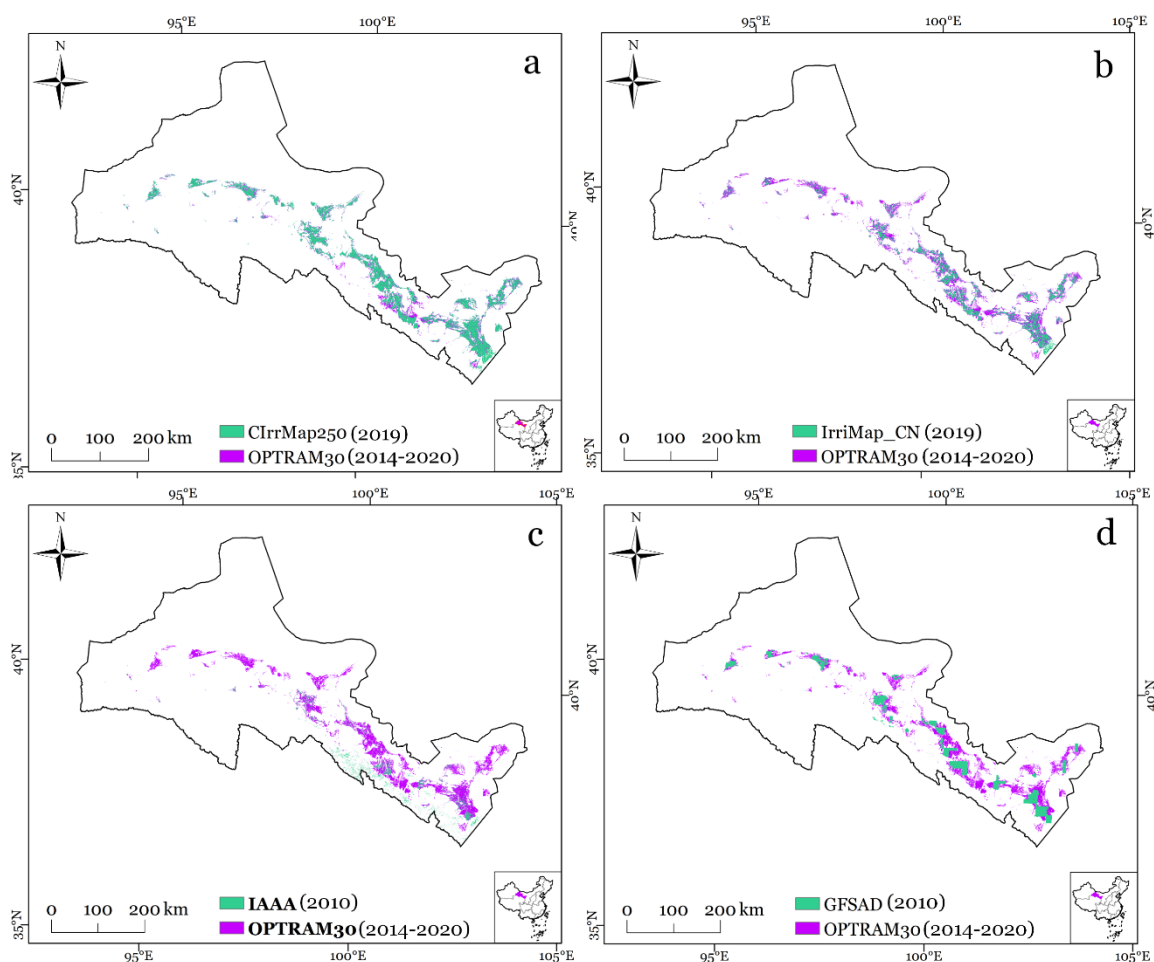 95°E 100°E
95°E 100°E 105°E
N
a
N
b
40°N
40°N
40°N
40°N
CIrrMap250 (2019)
OPTRAM30 (2014-2020)
0 100 200 km
IrriMap_CN (2019)
OPTRAM30 (2014-2020)
0 100 200 km
35°N
35°N
95°E 100°E 105°E
95°E 100°E 105°E
N
c
N
d
40°N
40°N
40°N
40°N
IAAA (2010)
OPTRAM30 (2014-2020)
0 100 200 km
GFSAD (2010)
OPTRAM30 (2014-2020)
0 100 200 km
35°N
35°N
95°E 100°E 105°E
95°E 100°E 105°E